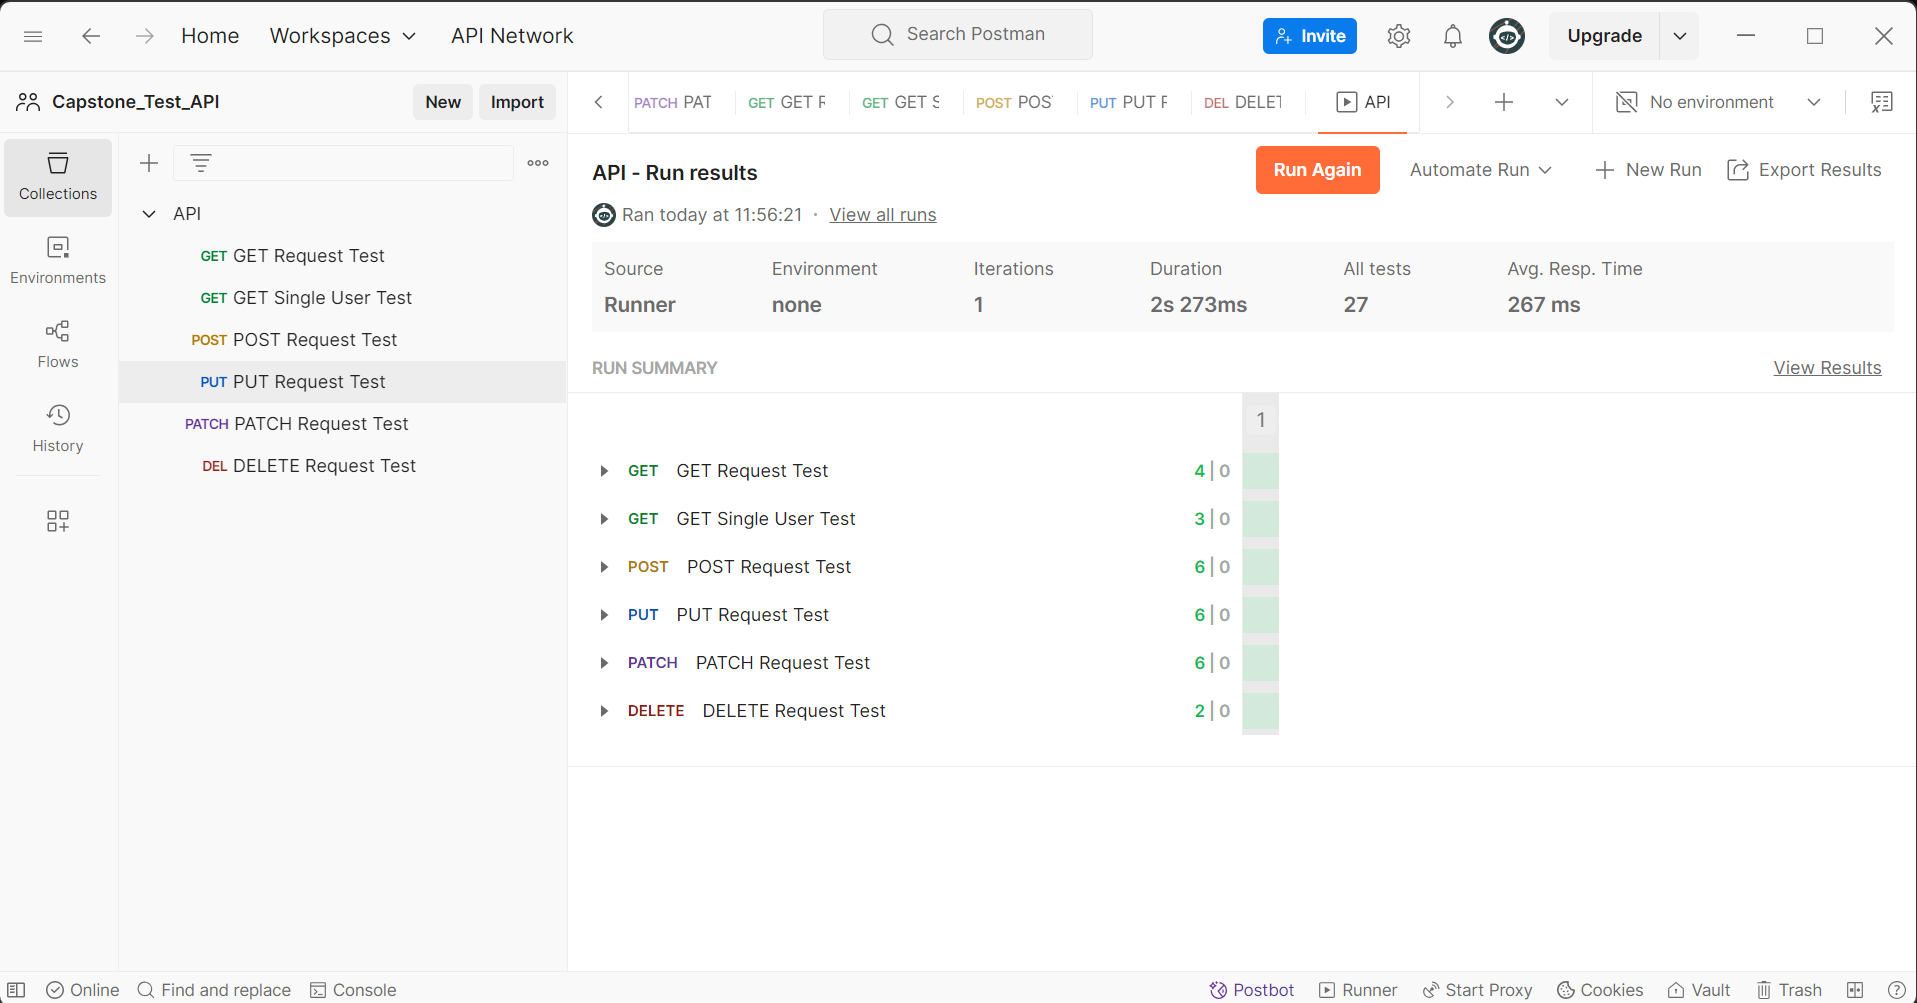 Home Workspaces API Network Search Postman Invite Upgrade
Capstone_Test_API New Import
PATCH PAT GET GET R GET GET S POST POS PUT PUT F DEL DELET API No environment
Collections
Environments
Flows
History
API
GET GET Request Test
GET GET Single User Test
POST POST Request Test
PUT PUT Request Test
PATCH PATCH Request Test
DEL DELETE Request Test
API - Run results Run Again Automate Run New Run Export Results
Ran today at 11:56:21 · View all runs
Source Environment Iterations Duration All tests Avg. Resp. Time
Runner none 1 2s 273ms 27 267 ms
RUN SUMMARY View Results
1
GET GET Request Test 4 | 0
GET GET Single User Test 3 | 0
POST POST Request Test 6 | 0
PUT PUT Request Test 6 | 0
PATCH PATCH Request Test 6 | 0
DELETE DELETE Request Test 2 | 0
Online Find and replace Console Postbot Runner Start Proxy Cookies Vault Trash